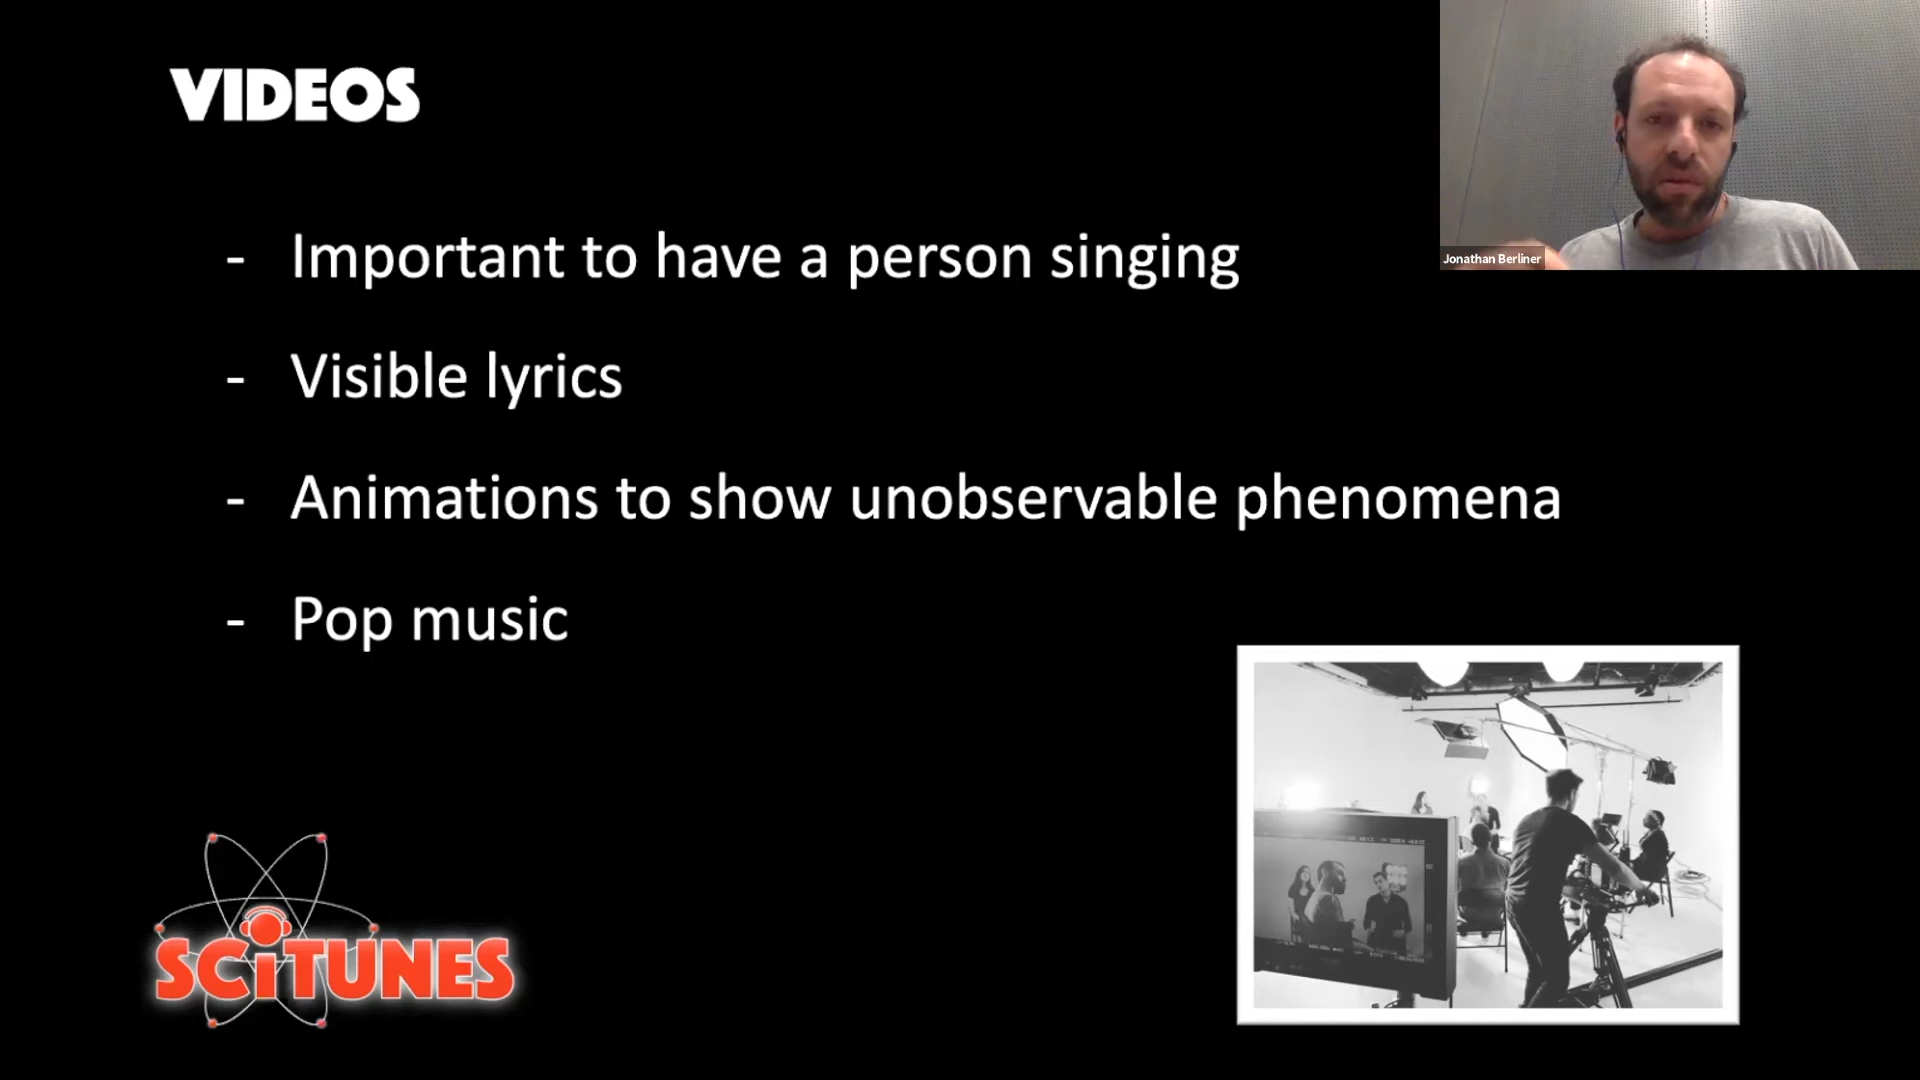 VIDEOS
- Important to have a person singing
- Visible lyrics
- Animations to show unobservable phenomena
- Pop music
SCiTUNES
Jonathan Berliner